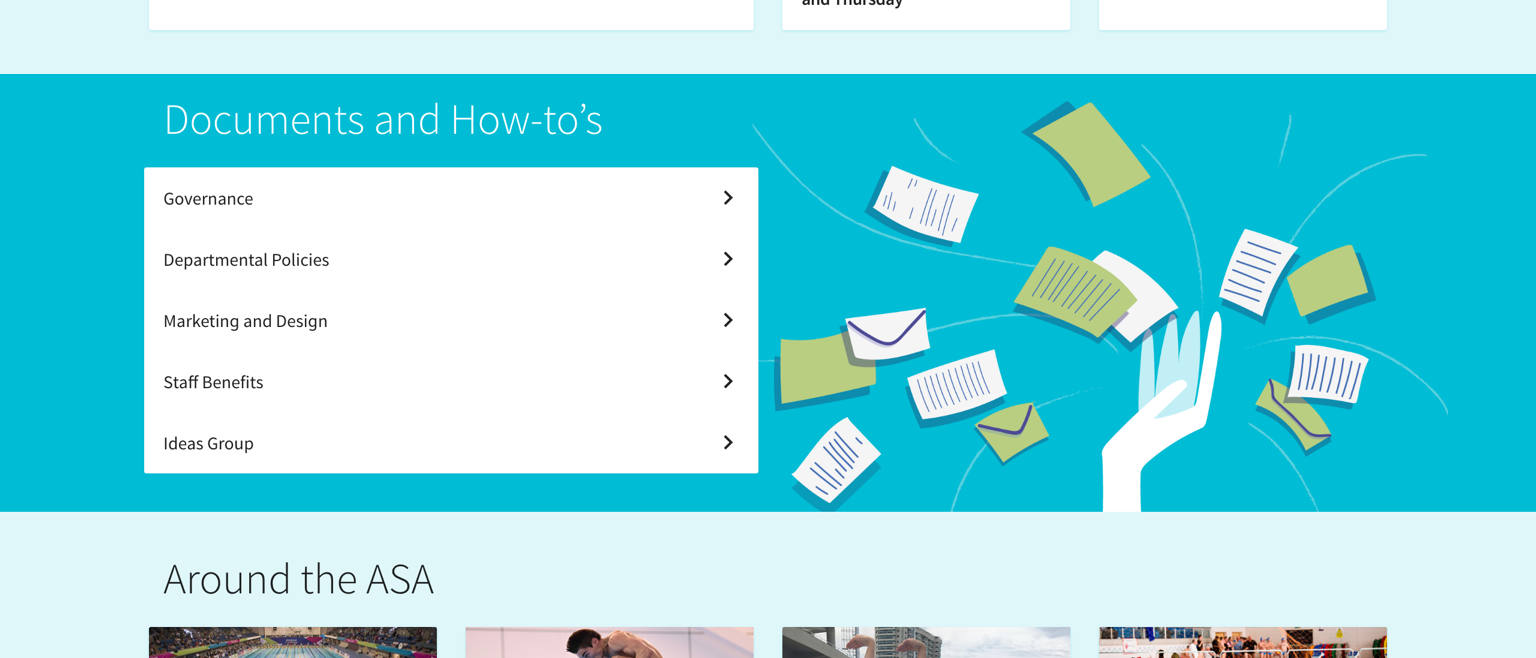 and Thursday
Documents and How-to’s
Governance
Departmental Policies
Marketing and Design
Staff Benefits
Ideas Group
Around the ASA